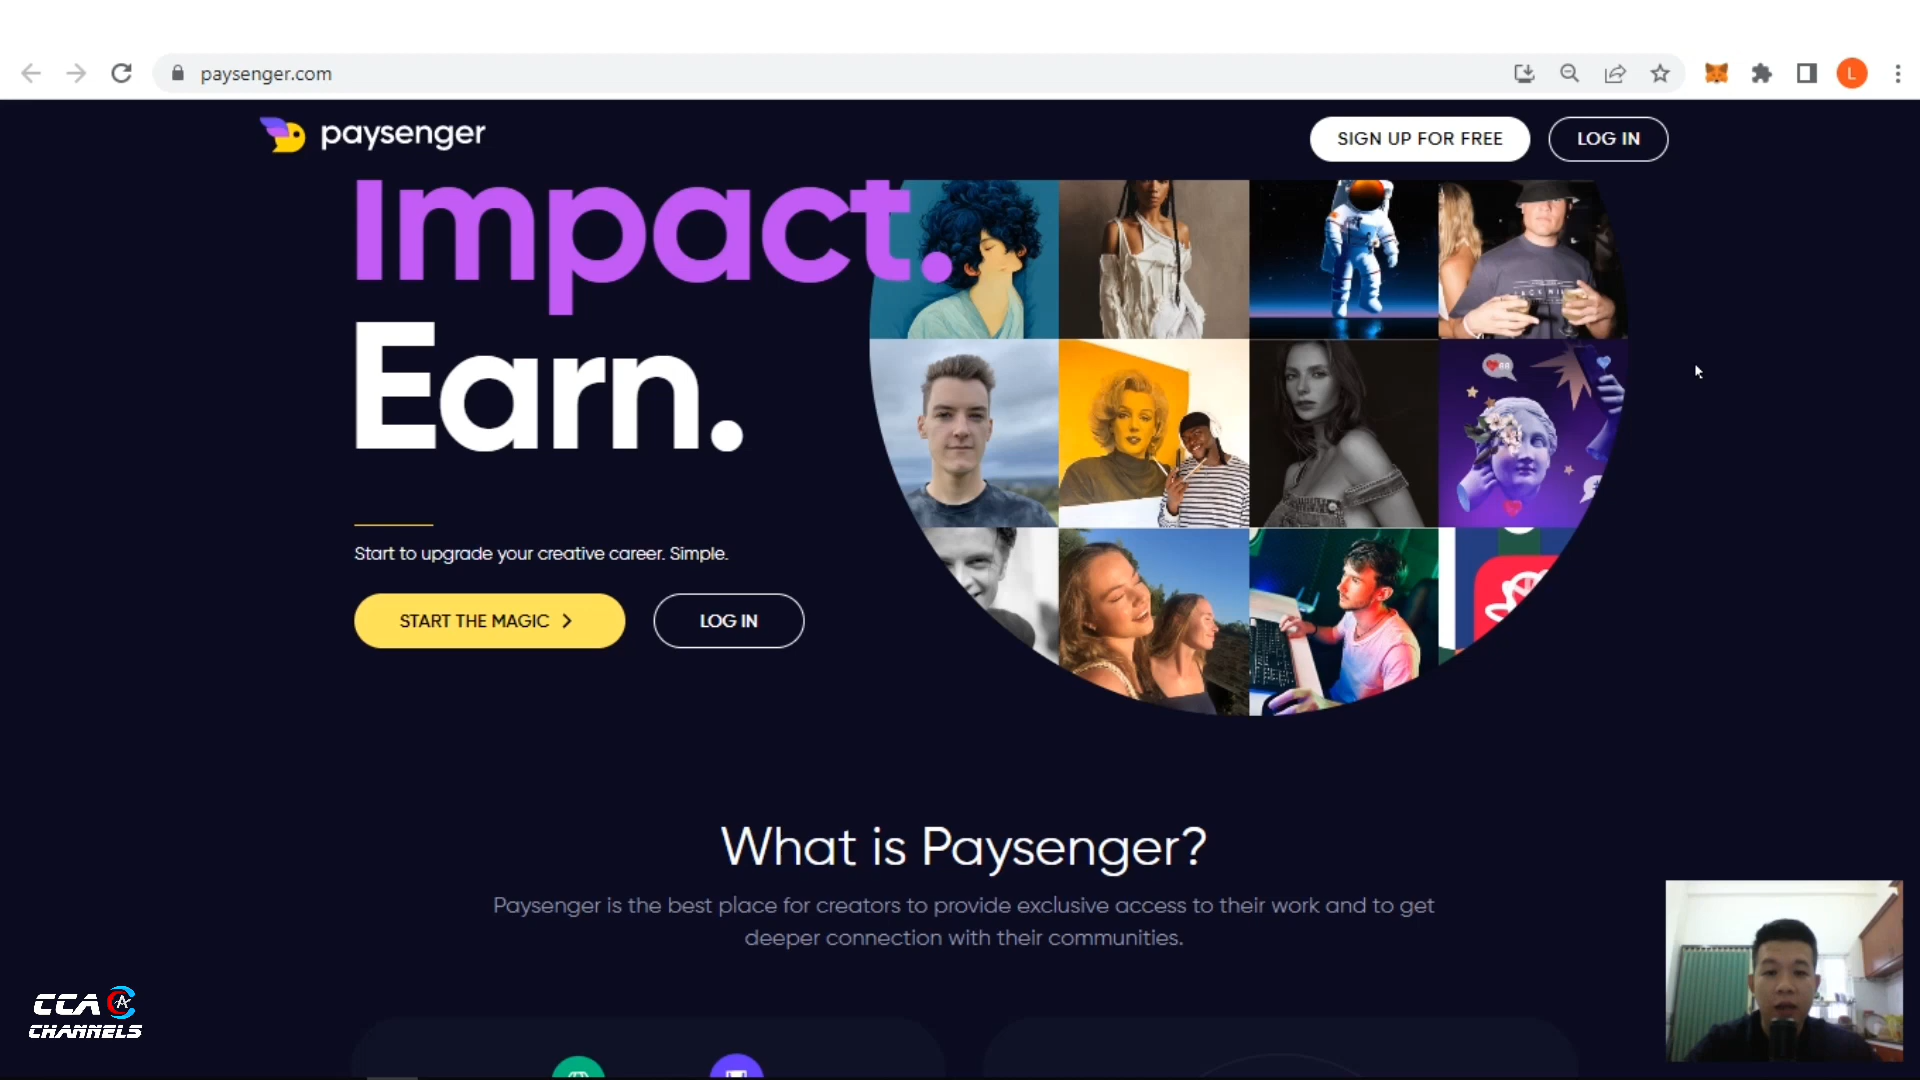 paysenger.com
L
paysenger
SIGN UP FOR FREE
LOG IN
Impact.
Earn.
Start to upgrade your creative career. Simple.
START THE MAGIC
LOG IN
What is Paysenger?
Paysenger is the best place for creators to provide exclusive access to their work and to get
deeper connection with their communities.
CCA
CHANNELS